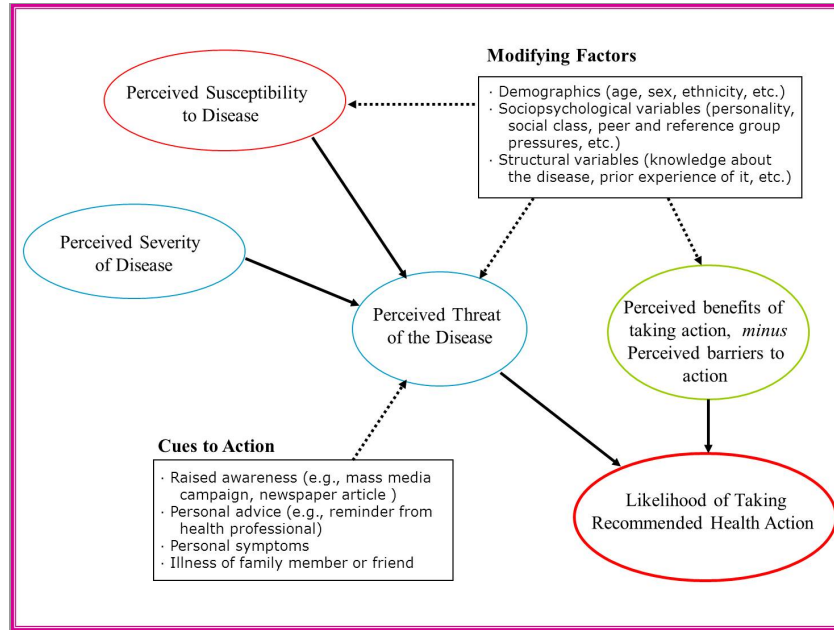 Modifying Factors
· Demographics (age, sex, ethnicity, etc.)
· Sociopsychological variables (personality,
social class, peer and reference group
pressures, etc.)
· Structural variables (knowledge about
the disease, prior experience of it, etc.)
Perceived Susceptibility
to Disease
Perceived Severity
of Disease
Perceived Threat
of the Disease
Perceived benefits of
taking action, minus
Perceived barriers to
action
Cues to Action
· Raised awareness (e.g., mass media
campaign, newspaper article )
· Personal advice (e.g., reminder from
health professional)
· Personal symptoms
· Illness of family member or friend
Likelihood of Taking
Recommended Health Action